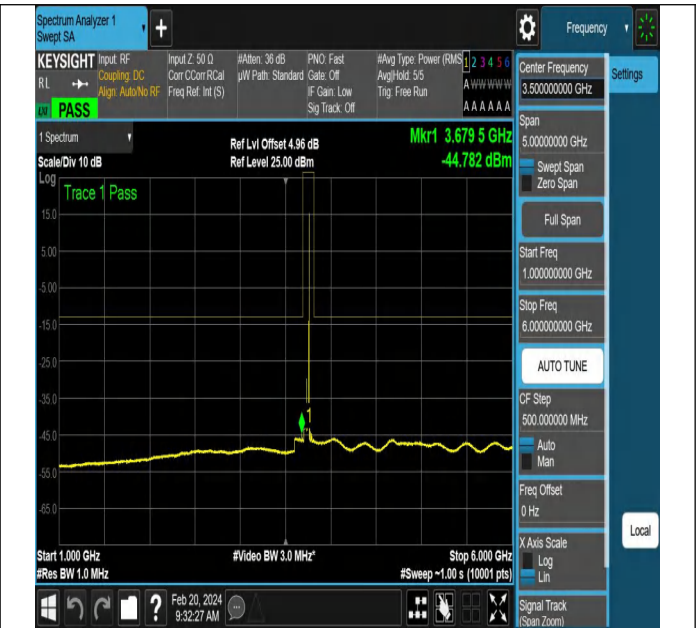 Spectrum Analyzer 1
Swept SA
Frequency
KEYSIGHT
RL
PASS
Input: RF
Coupling: DC
Align: Auto/No RF
Input Z: 50 Ω
Corr CCorr RCal
Freq Ref: Int (S)
#Atten: 36 dB
µW Path: Standard
PNO: Fast
Gate: Off
IF Gain: Low
Sig Track: Off
#Avg Type: Power (RMS
Avg|Hold: 5/5
Trig: Free Run
1 2 3 4 5 6
A W W W W W
A A A A A A
1 Spectrum
Scale/Div 10 dB
Log
Ref Lvl Offset 4.96 dB
Ref Level 25.00 dBm
Mkr1 3.679 5 GHz
-44.782 dBm
Trace 1 Pass
15.0
5.00
-5.00
-15.0
-25.0
-35.0
-45.0
-55.0
-65.0
Start 1.000 GHz
#Res BW 1.0 MHz
#Video BW 3.0 MHz*
Stop 6.000 GHz
#Sweep ~1.00 s (10001 pts)
Feb 20, 2024
9:32:27 AM
Center Frequency
3.500000000 GHz
Settings
Span
5.00000000 GHz
Swept Span
Zero Span
Full Span
Start Freq
1.000000000 GHz
Stop Freq
6.000000000 GHz
AUTO TUNE
CF Step
500.000000 MHz
Auto
Man
Freq Offset
0 Hz
Local
X Axis Scale
Log
Lin
Signal Track
(Span Zoom)